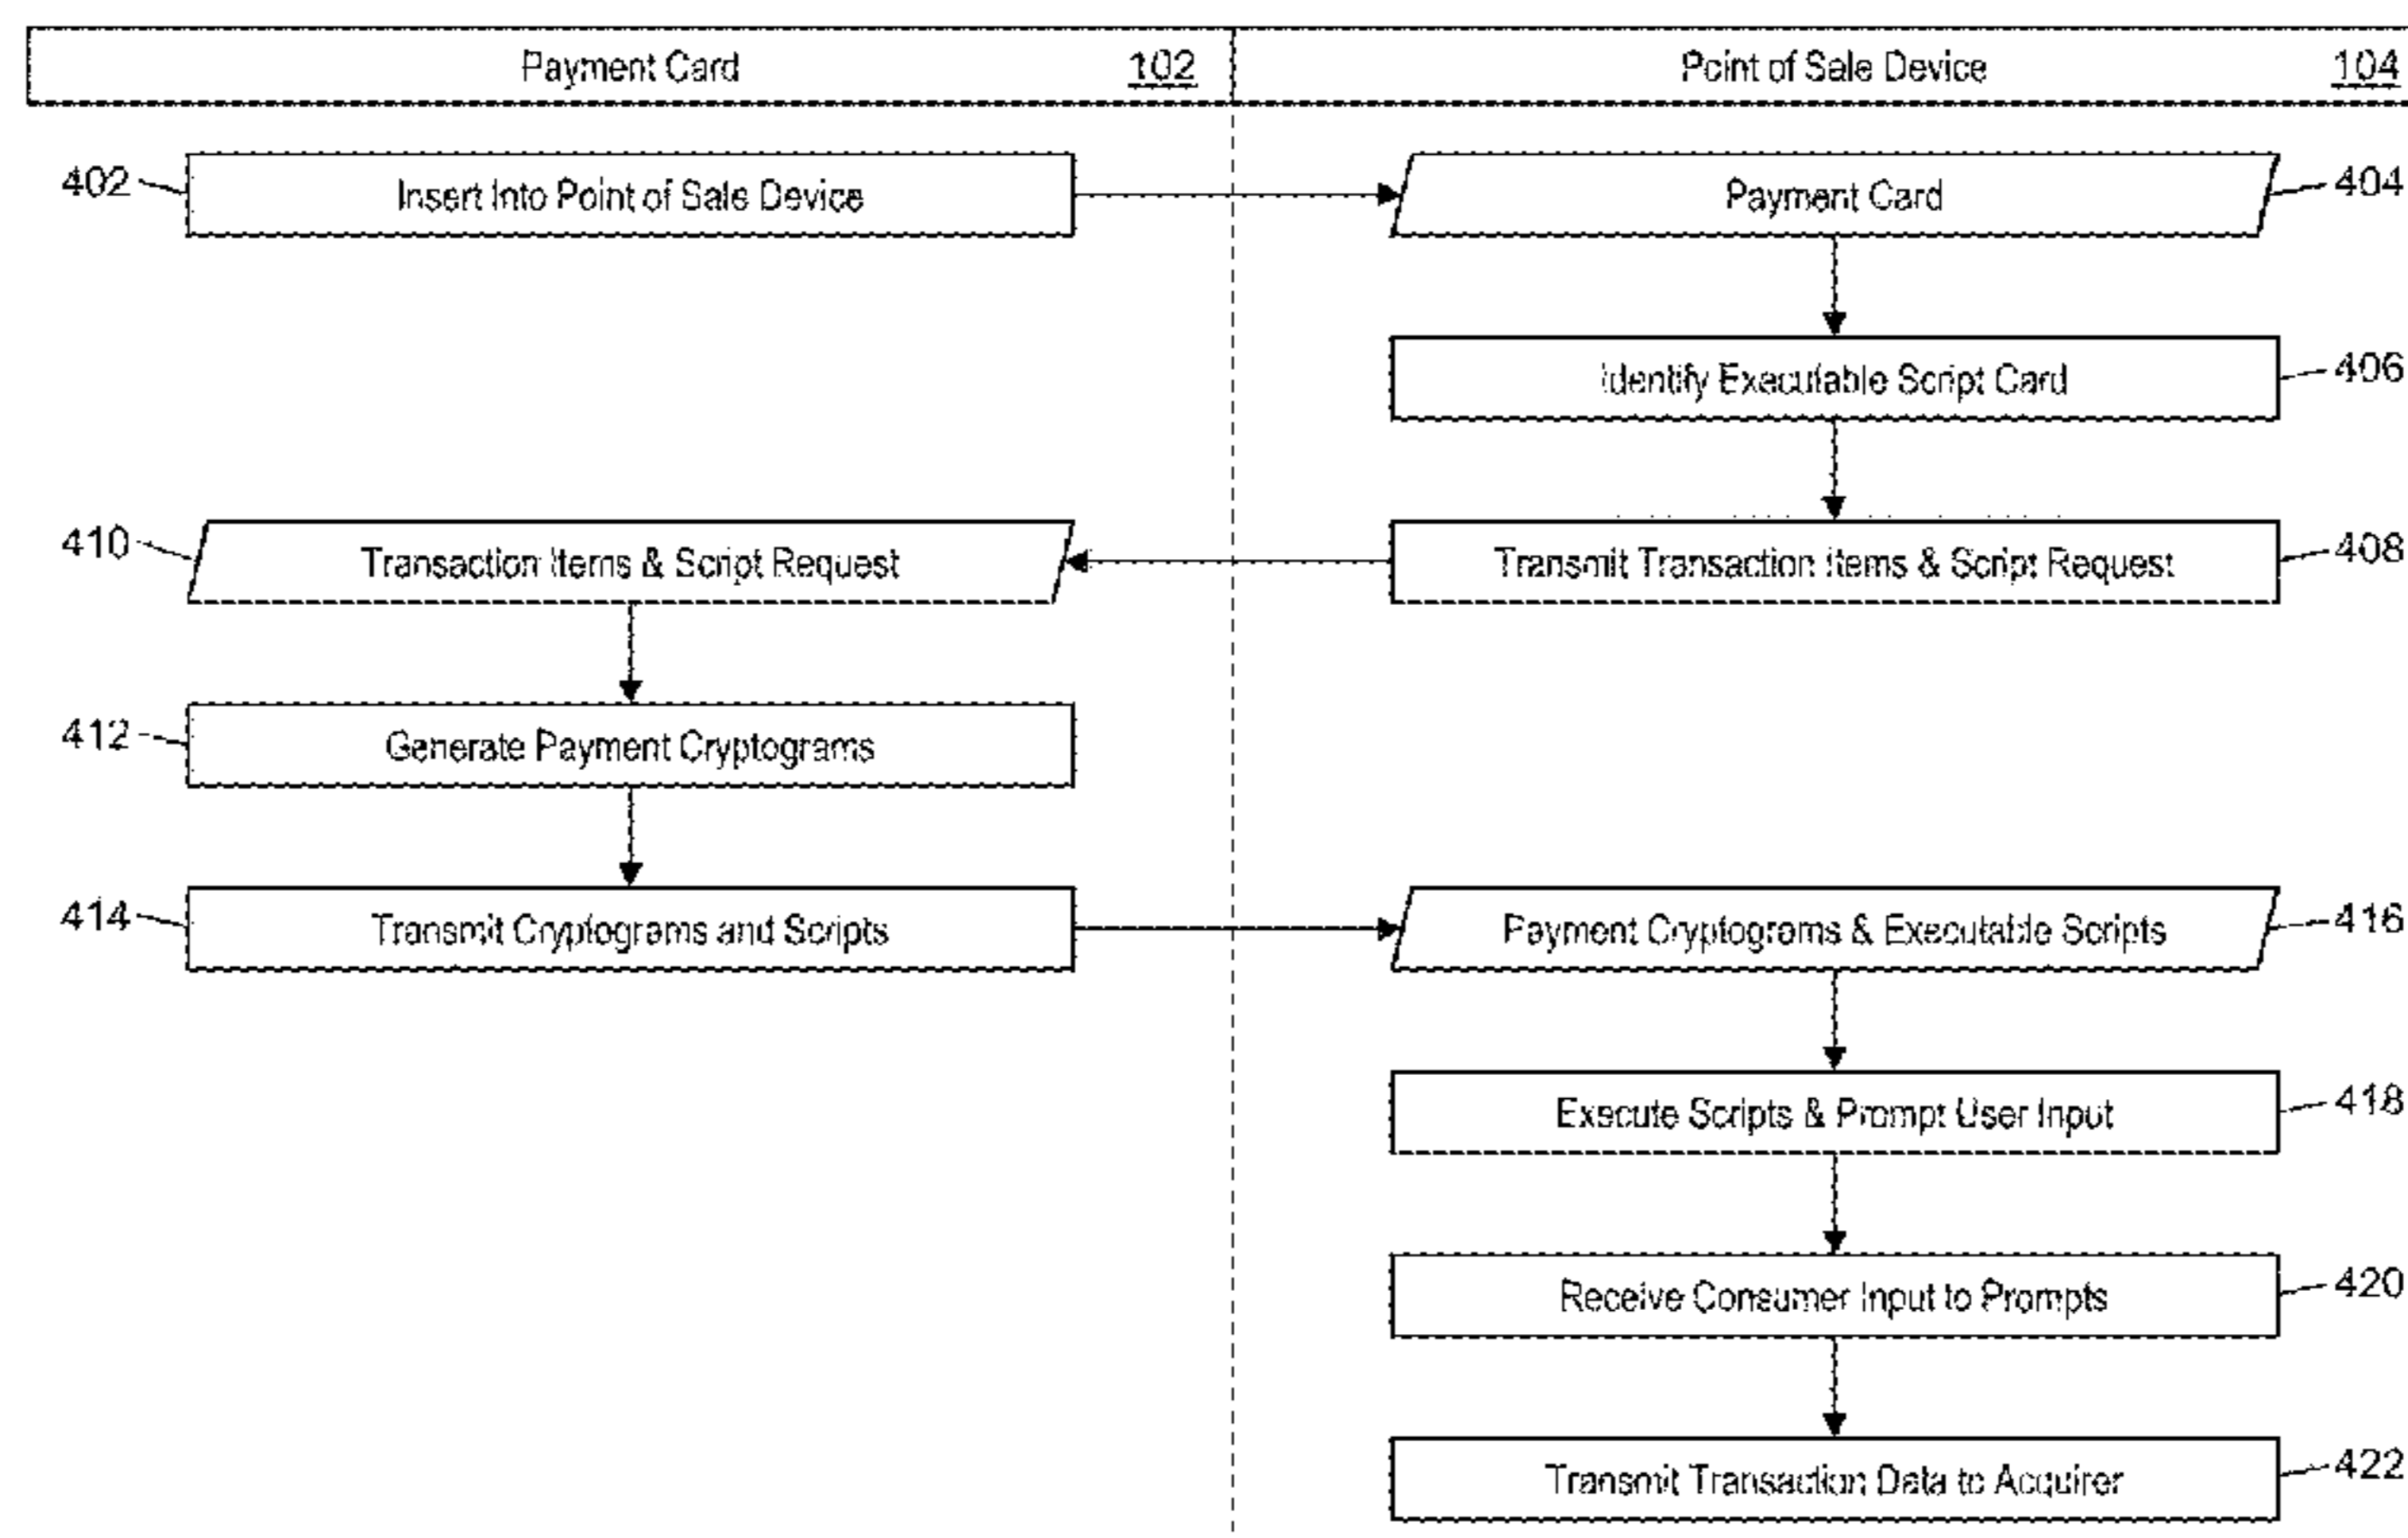 Payment Card 102
Point of Sale Device 104
402 Insert Into Point of Sale Device
Payment Card 404
Identify Executable Script Card 406
410 Transaction Items & Script Request
Transmit Transaction Items & Script Request 408
412 Generate Payment Cryptograms
414 Transmit Cryptograms and Scripts
Payment Cryptograms & Executable Scripts 416
Execute Scripts & Prompt User Input 418
Receive Consumer Input to Prompts 420
Transmit Transaction Data to Acquirer 422